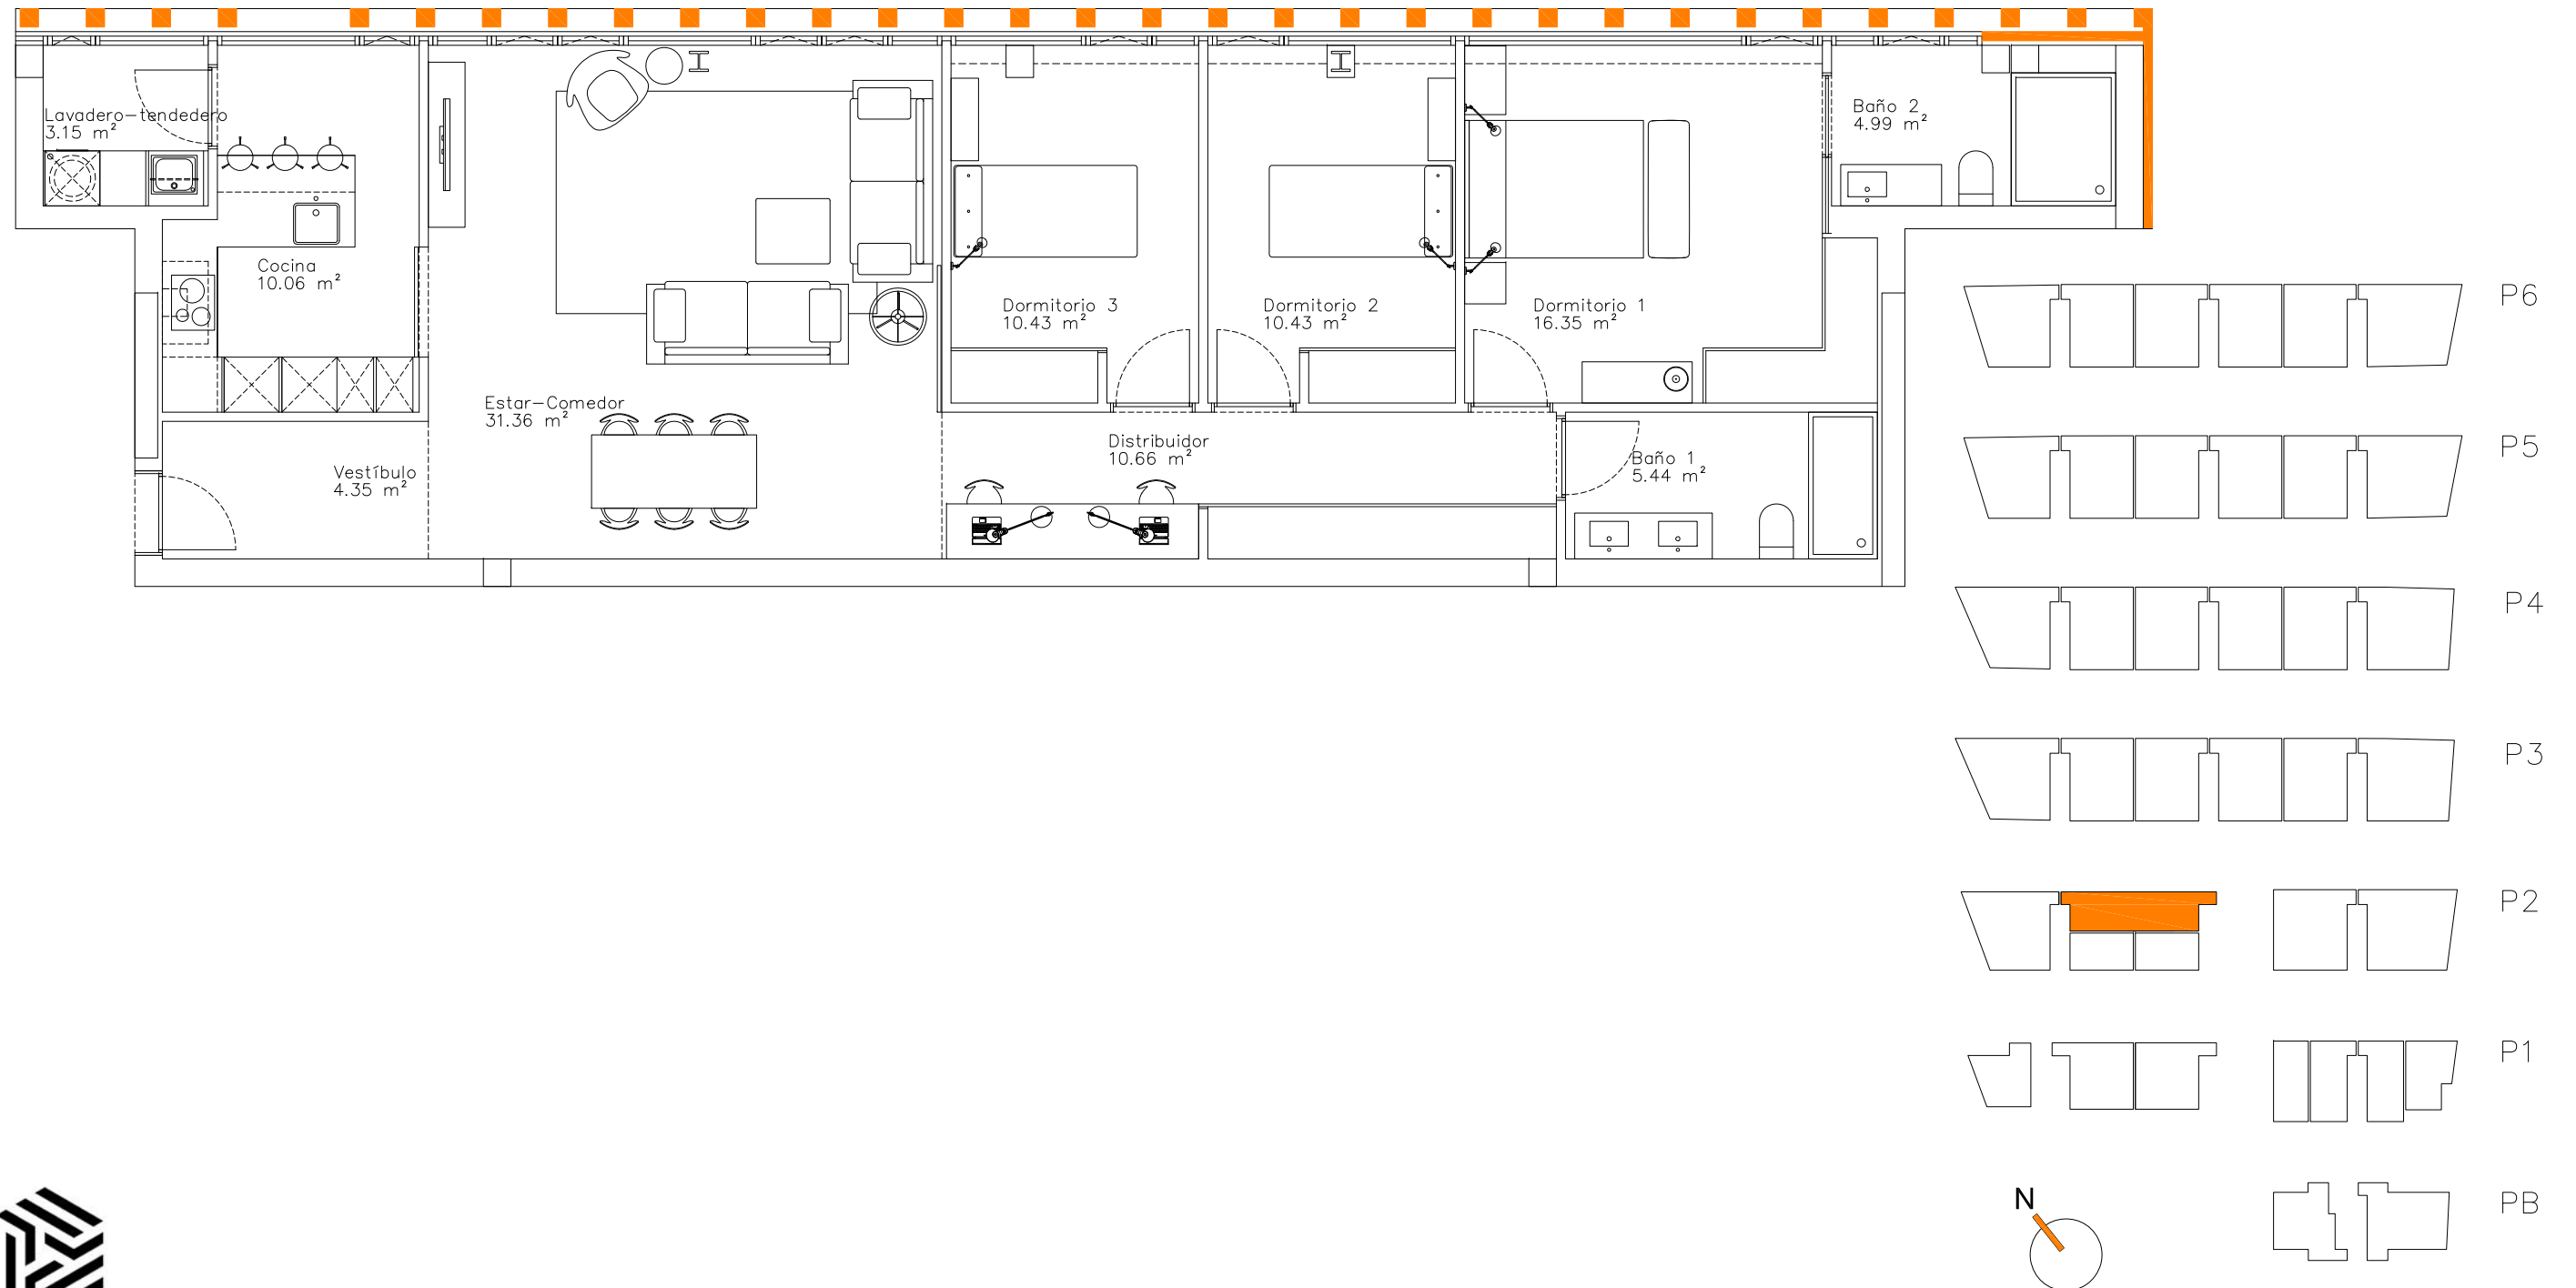 Lavadero-tendedero
3.15 m²
Cocina
10.06 m²
Estar-Comedor
31.36 m²
Vestíbulo
4.35 m²
Dormitorio 3
10.43 m²
Dormitorio 2
10.43 m²
Dormitorio 1
16.35 m²
Baño 2
4.99 m²
Distribuidor
10.66 m²
Baño 1
5.44 m²
P6
P5
P4
P3
P2
P1
PB
N